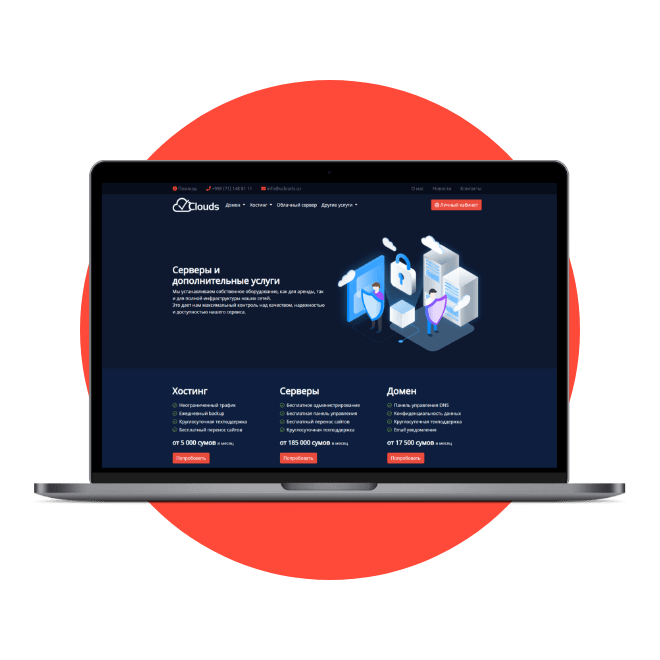 Помощь +998 (71) 148 81 11 info@vclouds.uz О нас Новости Контакты
Clouds Домен Хостинг Облачный сервер Другие услуги Личный кабинет
Серверы и
дополнительные услуги
Мы устанавливаем собственное оборудование, как для аренды, так
и для полной инфраструктуры наших сетей.
Это дает нам максимальный контроль над качеством, надежностью
и доступностью нашего сервиса.
Хостинг
Неограниченный трафик
Ежедневный backup
Круглосуточная техподдержка
Бесплатный перенос сайтов
от 5 000 сумов в месяц
Попробовать
Серверы
Бесплатное администрирование
Бесплатная панель управления
Бесплатный перенос сайтов
Круглосуточная техподдержка
от 185 000 сумов в месяц
Попробовать
Домен
Панель управления DNS
Конфиденциальность данных
Круглосуточная техподдержка
Email уведомления
от 17 500 сумов в месяц
Попробовать